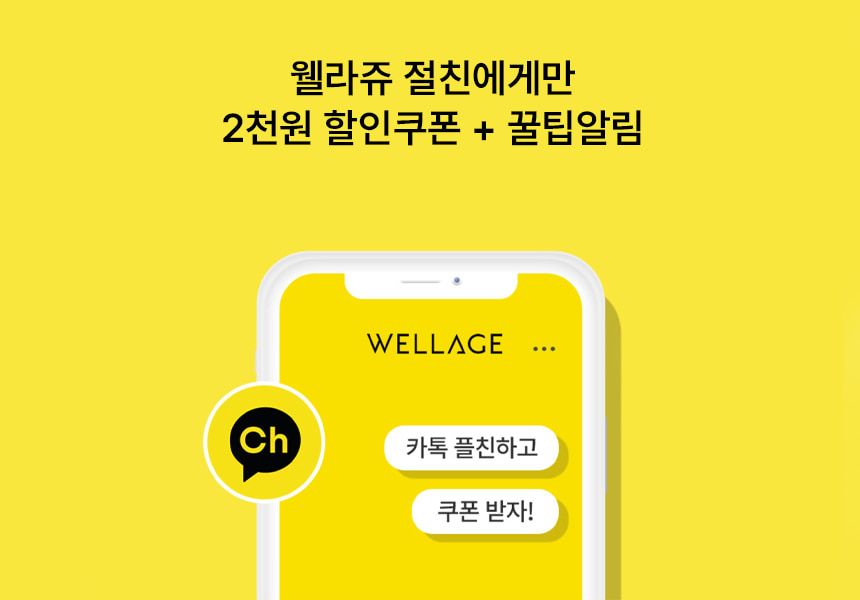 웰라쥬 절친에게만
2천원 할인쿠폰 + 꿀팁알림
WELLAGE ...
Ch
카톡 플친하고
쿠폰 받자!